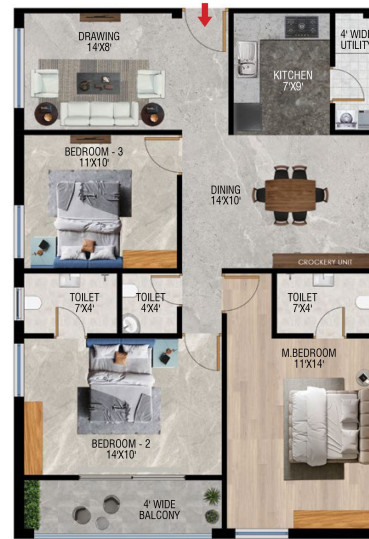 DRAWING
14'X8'
KITCHEN
7'X9'
4' WIDE
UTILITY
BEDROOM - 3
11'X10'
DINING
14'X10'
CROCKERY UNIT
TOILET
7'X4'
TOILET
4'X4'
TOILET
7'X4'
M.BEDROOM
11'X14'
BEDROOM - 2
14'X10'
4' WIDE
BALCONY